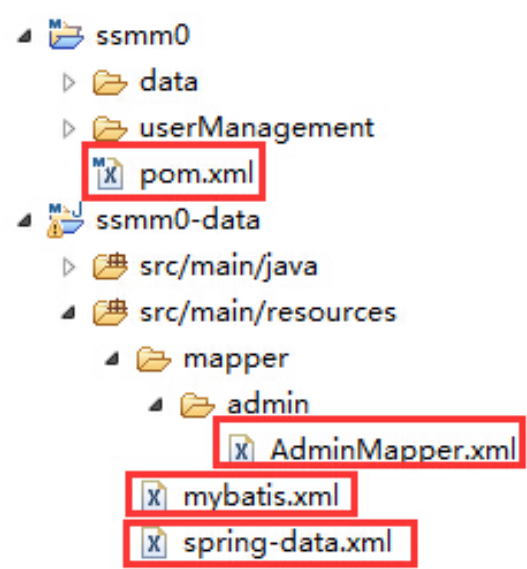 ssmm0
data
userManagement
pom.xml
ssmm0-data
src/main/java
src/main/resources
mapper
admin
AdminMapper.xml
mybatis.xml
spring-data.xml